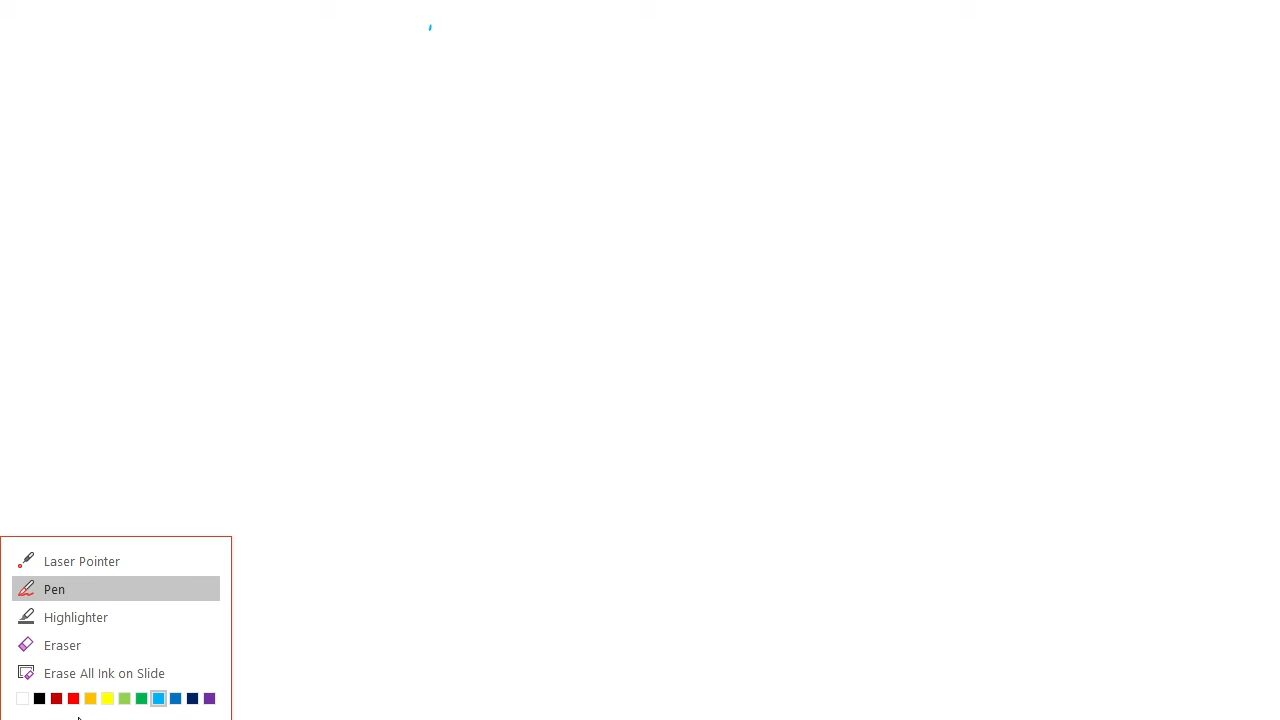 Laser Pointer
Pen
Highlighter
Eraser
Erase All Ink on Slide